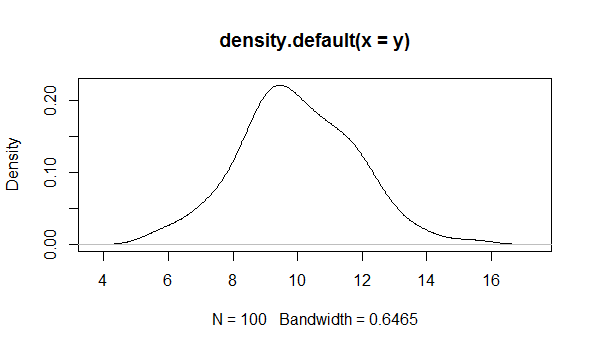 density.default(x = y)
Density
0.20
0.10
0.00
4 6 8 10 12 14 16
N = 100 Bandwidth = 0.6465